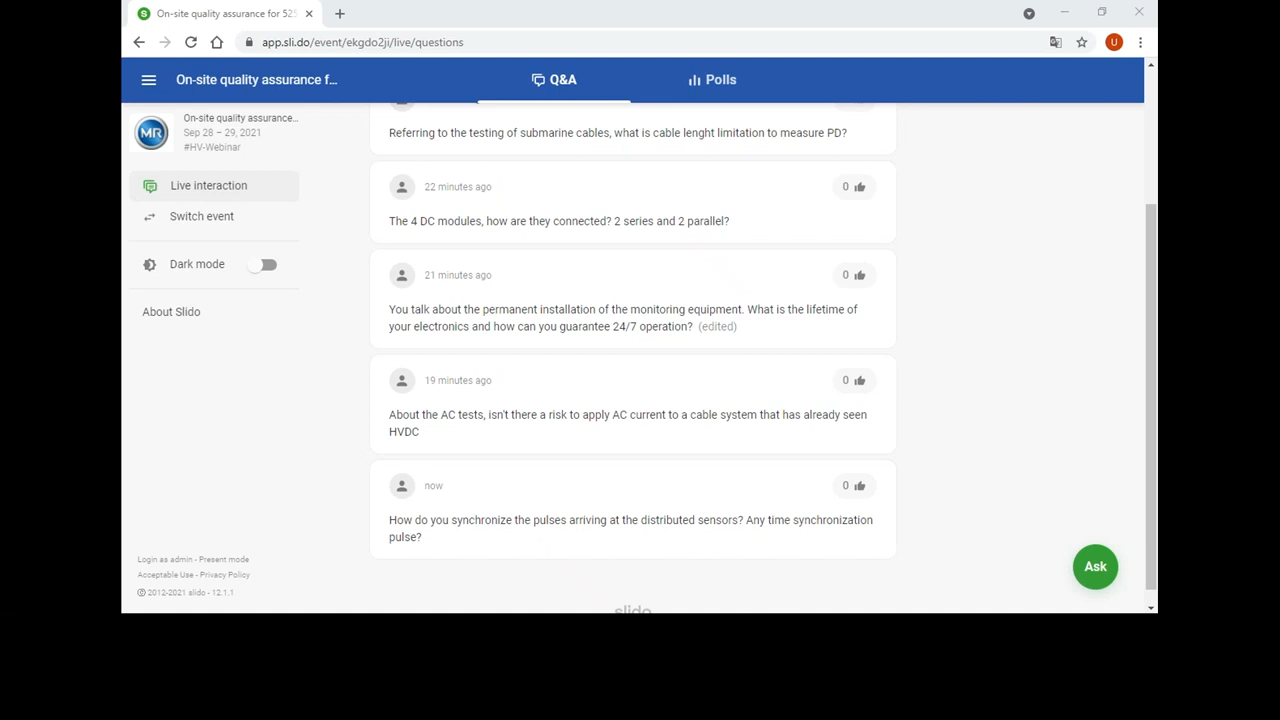 On-site quality assurance for 525
app.sli.do/event/ekgdo2ji/live/questions
U
On-site quality assurance f...
Q&A
Polls
MR
On-site quality assurance...
Sep 28 – 29, 2021
#HV-Webinar
Live interaction
Switch event
Dark mode
About Slido
Referring to the testing of submarine cables, what is cable lenght limitation to measure PD?
22 minutes ago
0
The 4 DC modules, how are they connected? 2 series and 2 parallel?
21 minutes ago
0
You talk about the permanent installation of the monitoring equipment. What is the lifetime of
your electronics and how can you guarantee 24/7 operation? (edited)
19 minutes ago
0
About the AC tests, isn't there a risk to apply AC current to a cable system that has already seen
HVDC
now
0
How do you synchronize the pulses arriving at the distributed sensors? Any time synchronization
pulse?
Login as admin - Present mode
Acceptable Use - Privacy Policy
© 2012-2021 slido - 12.1.1
Ask
slido